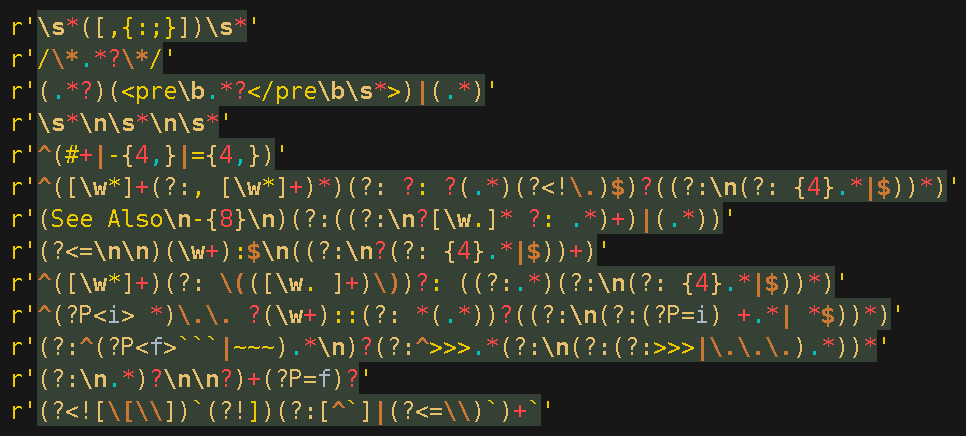 r'\s*([,{:;}])\s*'
r'/\*.*?\*/'
r'(.*?)(<pre\b.*?</pre\b\s*>)|(.*)'
r'\s*\n\s*\n\s*'
r'^(#+|-{4,}|={4,})'
r'^([\w*]+(?:, [\w*]+)*)(?: ?: ?(.*)(?<!\.)$)?((?:\n(?: {4}.*|$))*)'
r'(See Also\n-{8}\n)(?:((?:\n?[\w.]* ?: .*)+)|(.*))'
r'(?<=\n\n)(\w+):$\n((?:\n?(?: {4}.*|$))+)'
r'^([\w*]+)(?: \(([\w. ]+)\))?: ((?:.*)(?:\n(?: {4}.*|$))*)'
r'^(?P<i> *)\.\. ?(\w+)::(?: *(.*))?((?:\n(?:(?P=i) +.*| *$))*)'
r'(?:^(?P<f>```|~~~).*\n)?(?:^>>>.*(?:\n(?:(?:>>>|\.\.\.).*))*'
r'(?:\n.*)?\n\n?)+(?P=f)?'
r'(?<![\[\\])`(?!])(?:[^`]|(?<=\\)`)+`'